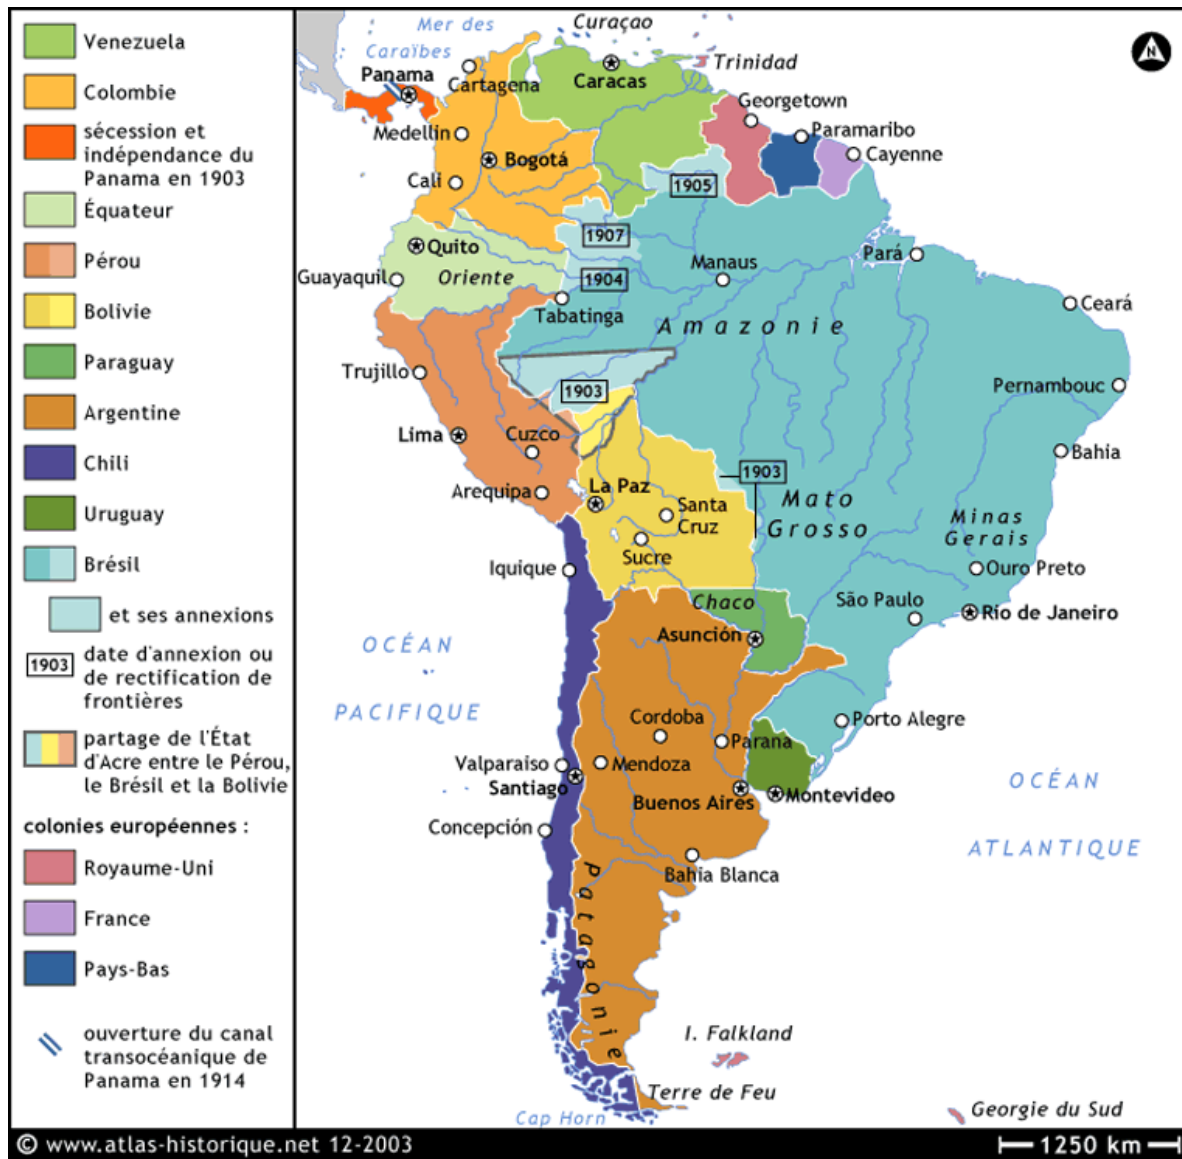 Venezuela
Colombie
sécession et
indépendance du
Panama en 1903
Équateur
Pérou
Bolivie
Paraguay
Argentine
Chili
Uruguay
Brésil
et ses annexions
1903
date d'annexion ou
de rectification de
frontières
partage de l'État
d'Acre entre le Pérou,
le Brésil et la Bolivie
colonies européennes :
Royaume-Uni
France
Pays-Bas
ouverture du canal
transocéanique de
Panama en 1914
Mer des
Caraïbes
Curaçao
Trinidad
Panama
Cartagena
Caracas
Georgetown
Medellin
Paramaribo
Bogotá
Cayenne
Cali
1905
1907
Quito
Pará
Guayaquil
Oriente
1904
Manaus
Tabatinga
Ceará
Amazonie
Trujillo
1903
Pernambouc
Lima
Cuzco
Bahia
1903
Arequipa
La Paz
Santa
Cruz
Mato
Grosso
Minas
Gerais
Sucre
Iquique
Ouro Preto
Chaco
São Paulo
Rio de Janeiro
Asunción
OCÉAN
PACIFIQUE
Cordoba
Parana
Porto Alegre
Valparaiso
Mendoza
Santiago
Buenos Aires
Montevideo
OCÉAN
ATLANTIQUE
Concepción
Bahia Blanca
Patagonie
I. Falkland
Terre de Feu
Cap Horn
Georgie du Sud
N
© www.atlas-historique.net 12-2003
1250 km